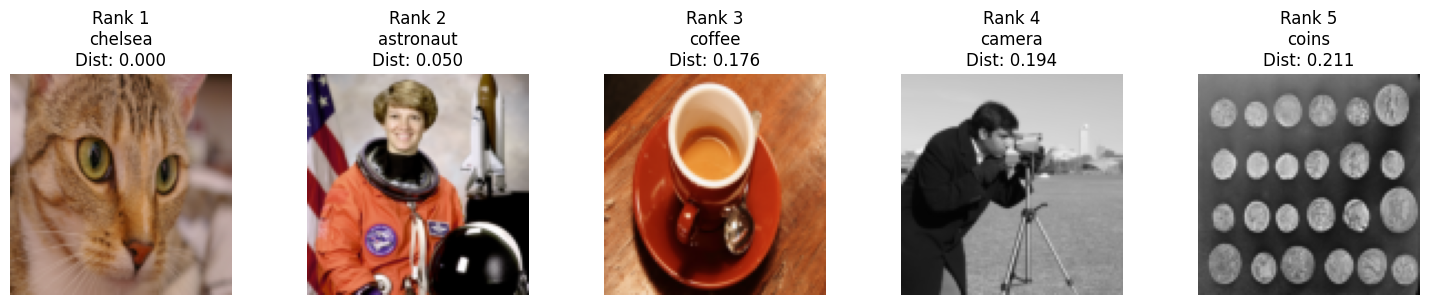 Rank 1
chelsea
Dist: 0.000
Rank 2
astronaut
Dist: 0.050
Rank 3
coffee
Dist: 0.176
Rank 4
camera
Dist: 0.194
Rank 5
coins
Dist: 0.211